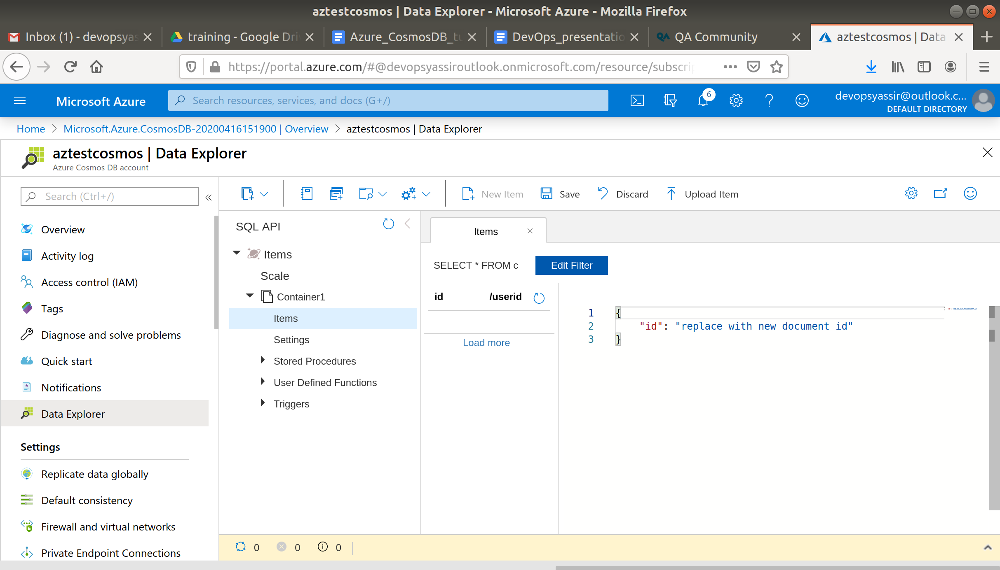 aztestcosmos | Data Explorer - Microsoft Azure - Mozilla Firefox
Inbox (1) - devopsyas
training - Google Dri
Azure_CosmosDB_tu
DevOps_presentatio
QA Community
aztestcosmos | Data
https://portal.azure.com/#@devopsyassiroutlook.onmicrosoft.com/resource/subscrip
Microsoft Azure
Search resources, services, and docs (G+/)
6
devopsyassir@outlook.c...
DEFAULT DIRECTORY
Home > Microsoft.Azure.CosmosDB-20200416151900 | Overview > aztestcosmos | Data Explorer
aztestcosmos | Data Explorer
Azure Cosmos DB account
Search (Ctrl+/)
Overview
Activity log
Access control (IAM)
Tags
Diagnose and solve problems
Quick start
Notifications
Data Explorer
Settings
Replicate data globally
Default consistency
Firewall and virtual networks
Private Endpoint Connections
New Item
Save
Discard
Upload Item
SQL API
Items
Scale
Container1
Items
Settings
Stored Procedures
User Defined Functions
Triggers
Items
SELECT * FROM c
Edit Filter
id /userid
Load more
1 {
2 "id": "replace_with_new_document_id"
3 }
0 0 0